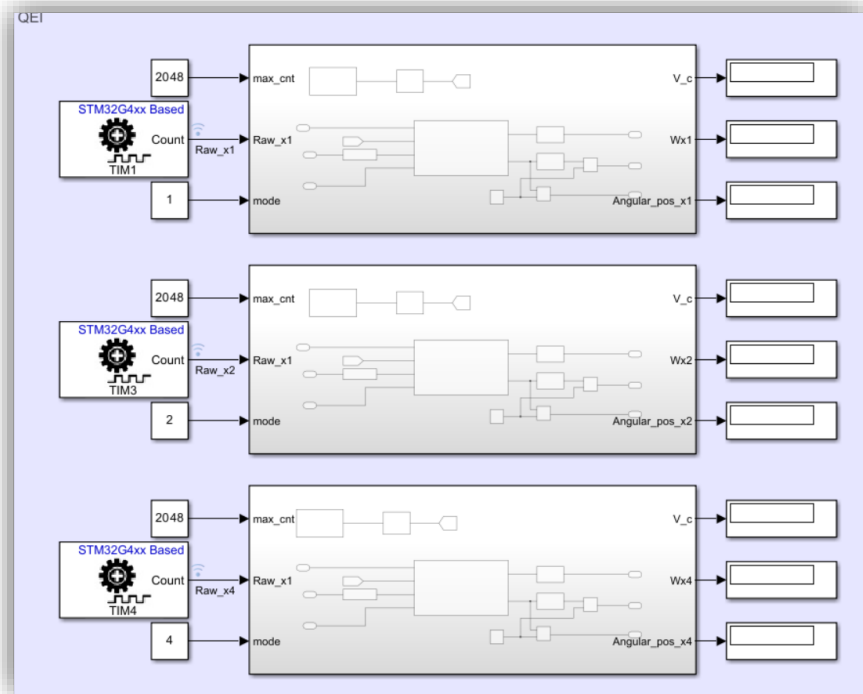 QEI
2048
max_cnt
V_c
STM32G4xx Based
Count
Raw_x1
Raw_x1
Wx1
TIM1
1
mode
Angular_pos_x1
2048
max_cnt
V_c
STM32G4xx Based
Count
Raw_x2
Raw_x1
Wx2
TIM3
2
mode
Angular_pos_x2
2048
max_cnt
V_c
STM32G4xx Based
Count
Raw_x4
Raw_x1
Wx4
TIM4
4
mode
Angular_pos_x4